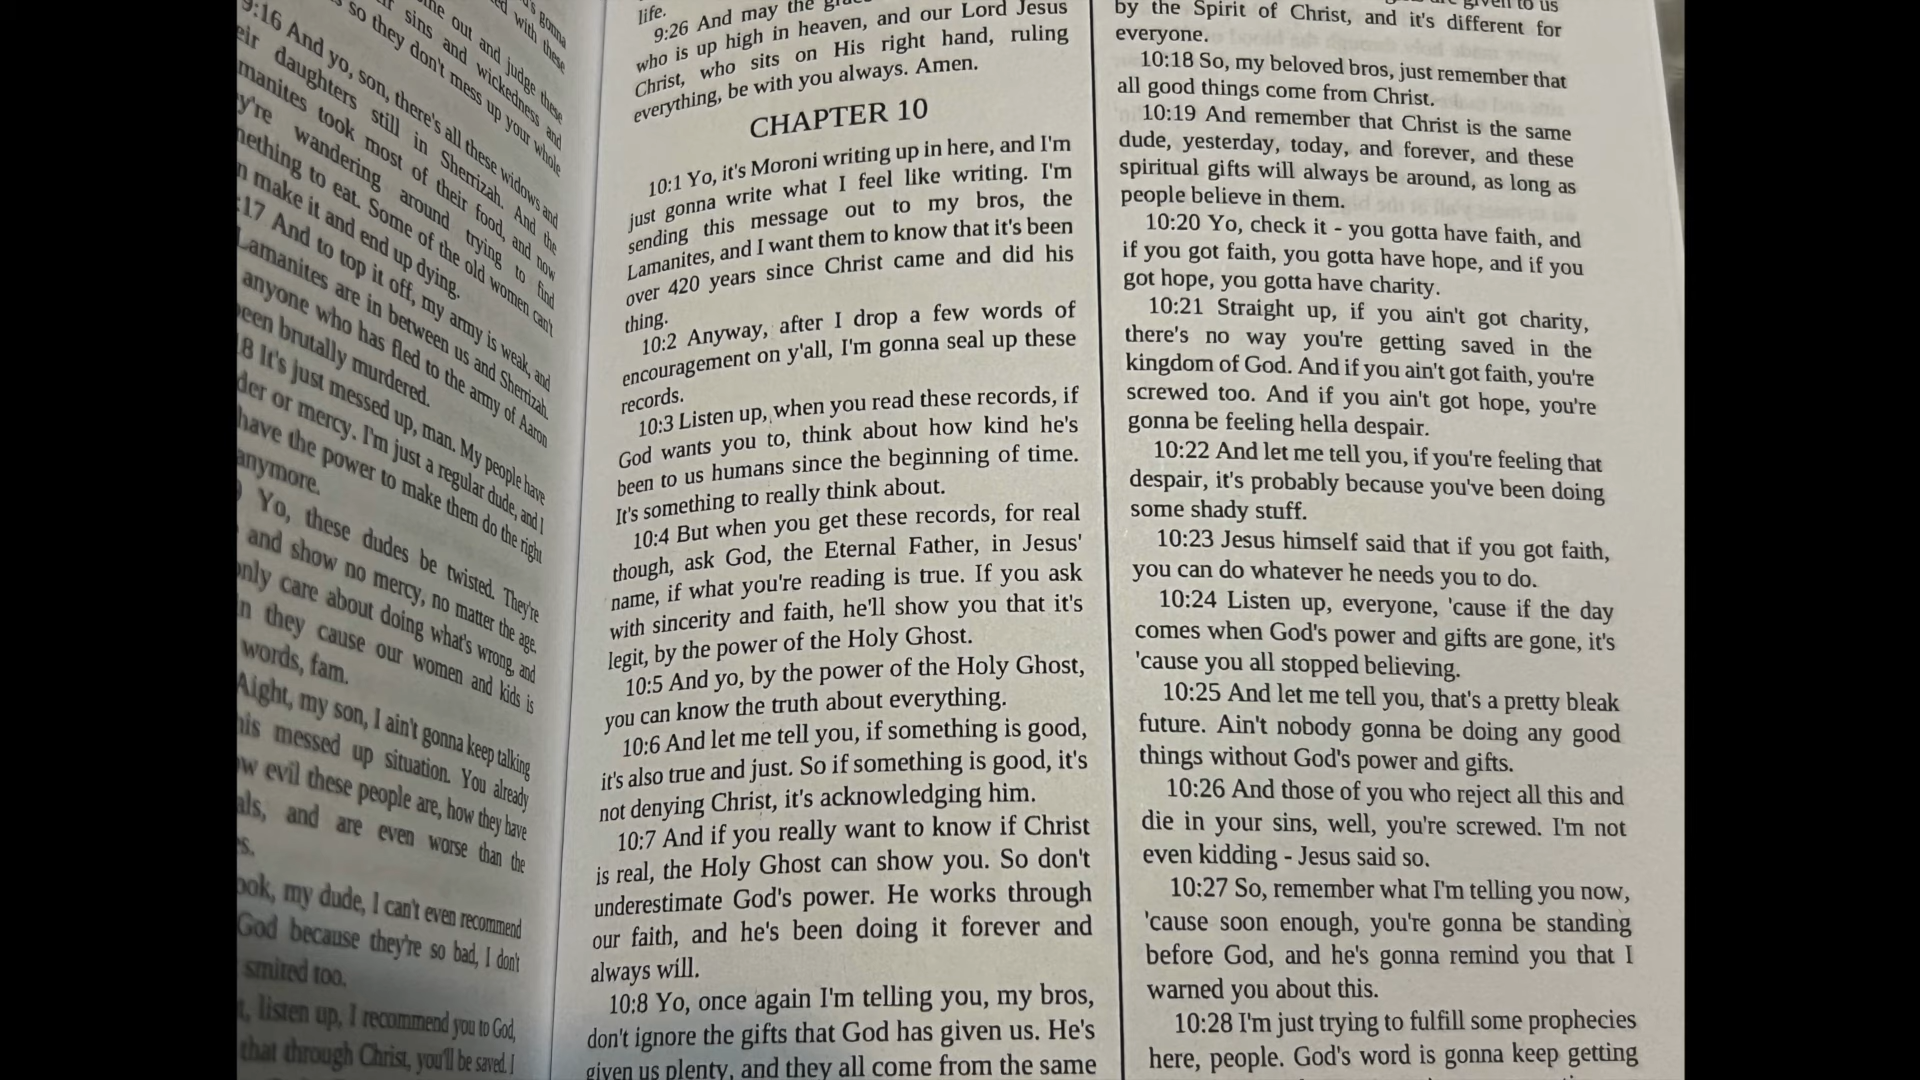 9:16 And yo, son, there's all these widows and
daughters still in Sherrizah. And the
took most of their food, and now
wandering around trying to find
to eat. Some of the old women can't
make it and end up dying.
:17 And to top it off, my army is weak, and
Lamanites are in between us and Sherrizah.
anyone who has fled to the army of Aaron
been brutally murdered.
It's just messed up, man. My people have
or mercy. I'm just a regular dude, and I
have the power to make them do the right
anymore.
Yo, these dudes be twisted. They're
and show no mercy, no matter the age.
only care about doing what's wrong, and
they cause our women and kids is
words, fam.
Aight, my son, I ain't gonna keep talking
messed up situation. You already
evil these people are, how they have
and are even worse than the
my dude, I can't even recommend
God because they're so bad, I don't
smited too.
listen up, I recommend you to God,
that through Christ, you'll be saved. I
life.
9:26 And may the
who is up high in heaven, and our Lord Jesus
Christ, who sits on His right hand, ruling
everything, be with you always. Amen.
CHAPTER 10
10:1 Yo, it's Moroni writing up in here, and I'm
just gonna write what I feel like writing. I'm
sending this message out to my bros, the
Lamanites, and I want them to know that it's been
over 420 years since Christ came and did his
thing.
10:2 Anyway, after I drop a few words of
encouragement on y'all, I'm gonna seal up these
records.
10:3 Listen up, when you read these records, if
God wants you to, think about how kind he's
been to us humans since the beginning of time.
It's something to really think about.
10:4 But when you get these records, for real
though, ask God, the Eternal Father, in Jesus'
name, if what you're reading is true. If you ask
with sincerity and faith, he'll show you that it's
legit, by the power of the Holy Ghost.
10:5 And yo, by the power of the Holy Ghost,
you can know the truth about everything.
10:6 And let me tell you, if something is good,
it's also true and just. So if something is good, it's
not denying Christ, it's acknowledging him.
10:7 And if you really want to know if Christ
is real, the Holy Ghost can show you. So don't
underestimate God's power. He works through
our faith, and he's been doing it forever and
always will.
10:8 Yo, once again I'm telling you, my bros,
don't ignore the gifts that God has given us. He's
given us plenty, and they all come from the same
given to us
by the Spirit of Christ, and it's different for
everyone.
10:18 So, my beloved bros, just remember that
all good things come from Christ.
10:19 And remember that Christ is the same
dude, yesterday, today, and forever, and these
spiritual gifts will always be around, as long as
people believe in them.
10:20 Yo, check it - you gotta have faith, and
if you got faith, you gotta have hope, and if you
got hope, you gotta have charity.
10:21 Straight up, if you ain't got charity,
there's no way you're getting saved in the
kingdom of God. And if you ain't got faith, you're
screwed too. And if you ain't got hope, you're
gonna be feeling hella despair.
10:22 And let me tell you, if you're feeling that
despair, it's probably because you've been doing
some shady stuff.
10:23 Jesus himself said that if you got faith,
you can do whatever he needs you to do.
10:24 Listen up, everyone, 'cause if the day
comes when God's power and gifts are gone, it's
'cause you all stopped believing.
10:25 And let me tell you, that's a pretty bleak
future. Ain't nobody gonna be doing any good
things without God's power and gifts.
10:26 And those of you who reject all this and
die in your sins, well, you're screwed. I'm not
even kidding - Jesus said so.
10:27 So, remember what I'm telling you now,
'cause soon enough, you're gonna be standing
before God, and he's gonna remind you that I
warned you about this.
10:28 I'm just trying to fulfill some prophecies
here, people. God's word is gonna keep getting